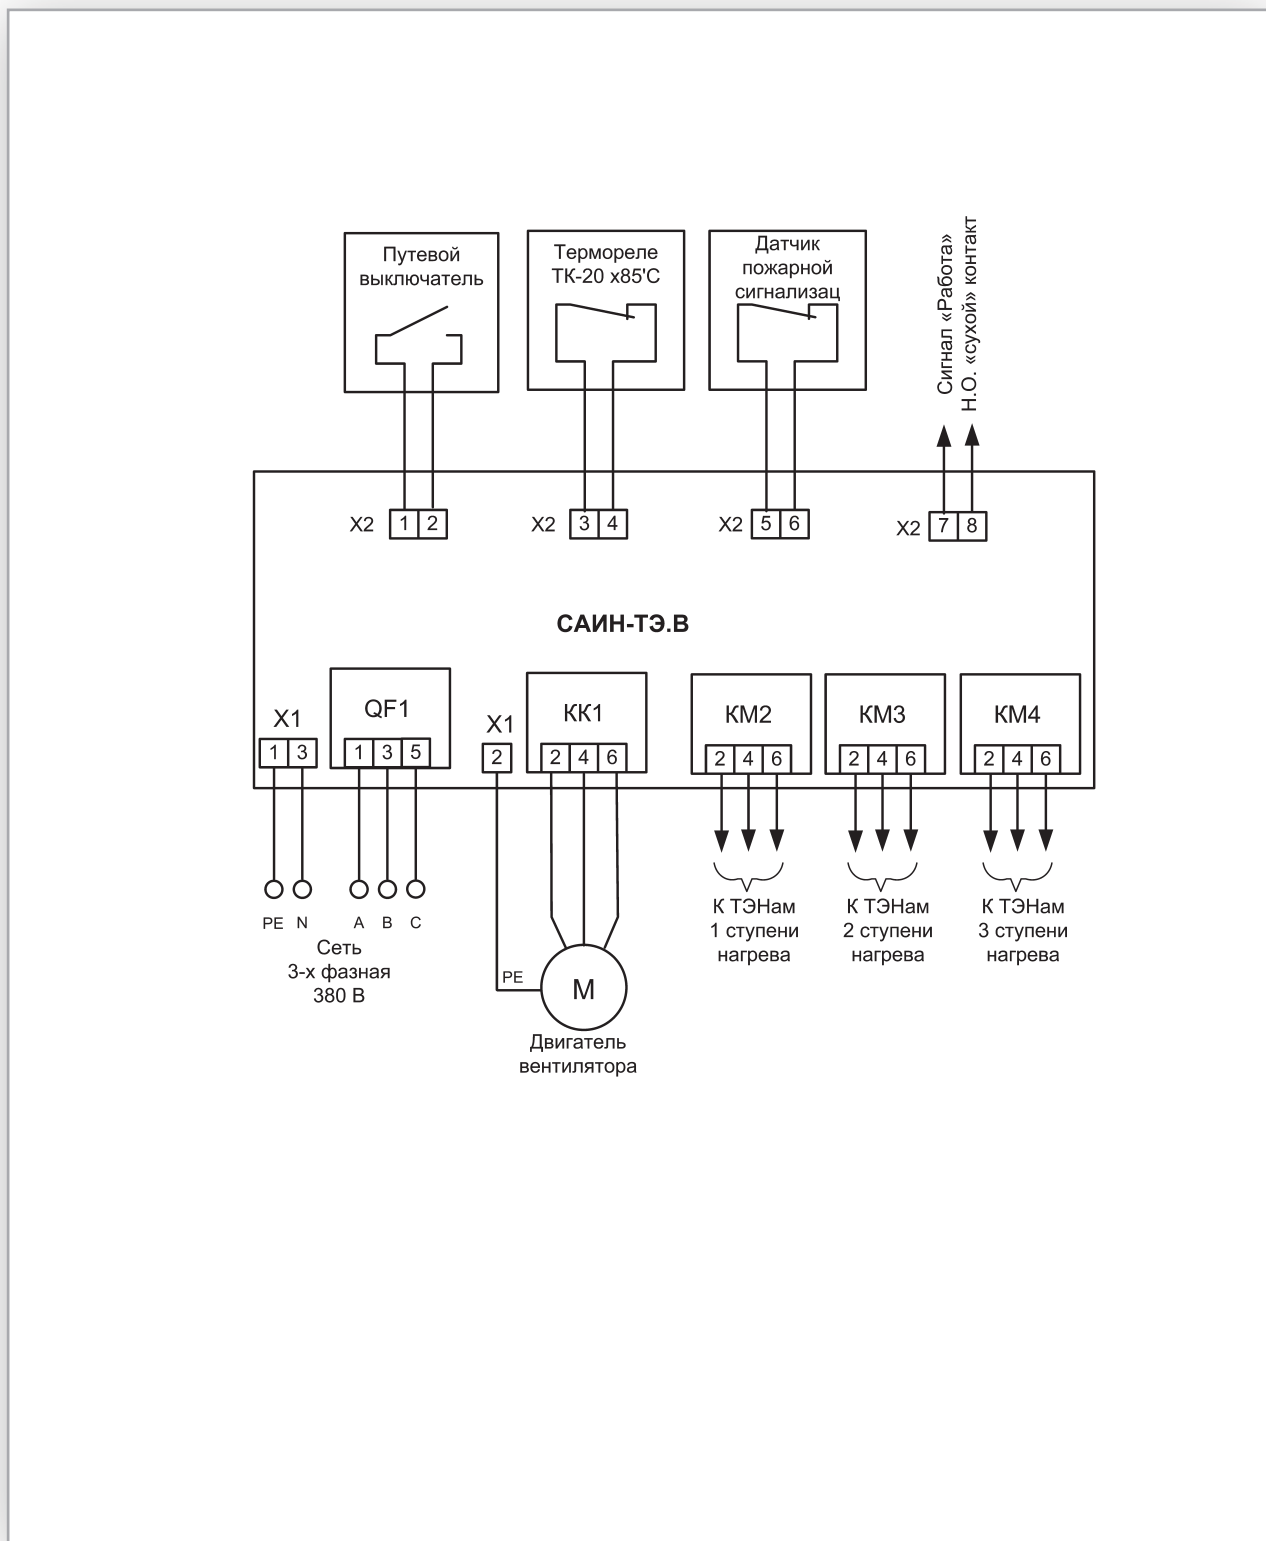 Путевой
выключатель
Термореле
ТК-20 х85'С
Датчик
пожарной
сигнализац
Сигнал «Работа»
Н.О. «сухой» контакт
X2
1 2
X2
3 4
X2
5 6
X2
7 8
САИН-ТЭ.В
X1
1 3
QF1
1 3 5
X1
2
КК1
2 4 6
КМ2
2 4 6
КМ3
2 4 6
КМ4
2 4 6
PE N A B C
Сеть
3-х фазная
380 В
PE
М
Двигатель
вентилятора
К ТЭНам
1 ступени
нагрева
К ТЭНам
2 ступени
нагрева
К ТЭНам
3 ступени
нагрева